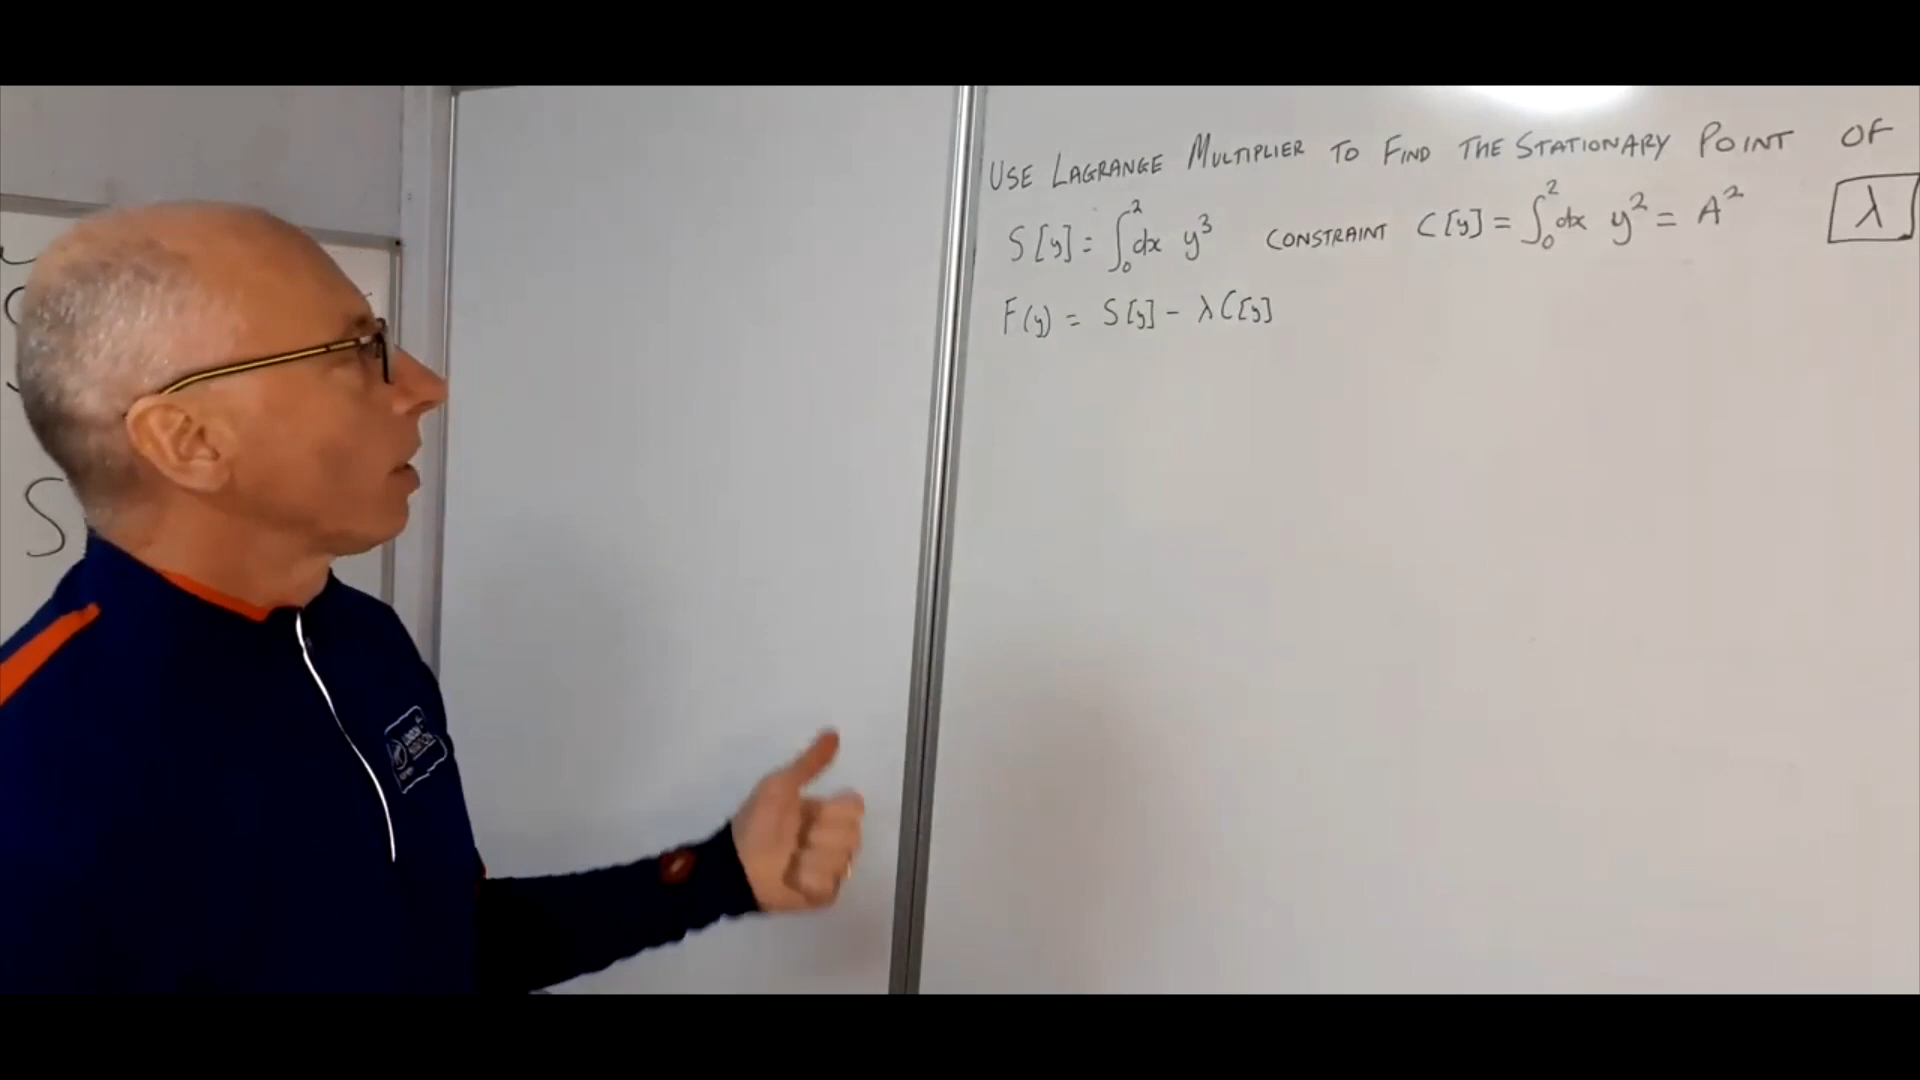 USE LAGRANGE MULTIPLIER TO FIND THE STATIONARY POINT OF
S[y] = ∫₀² dx y³ CONSTRAINT C[y] = ∫₀² dx y² = A² λ
F(y) = S[y] - λC[y]
S